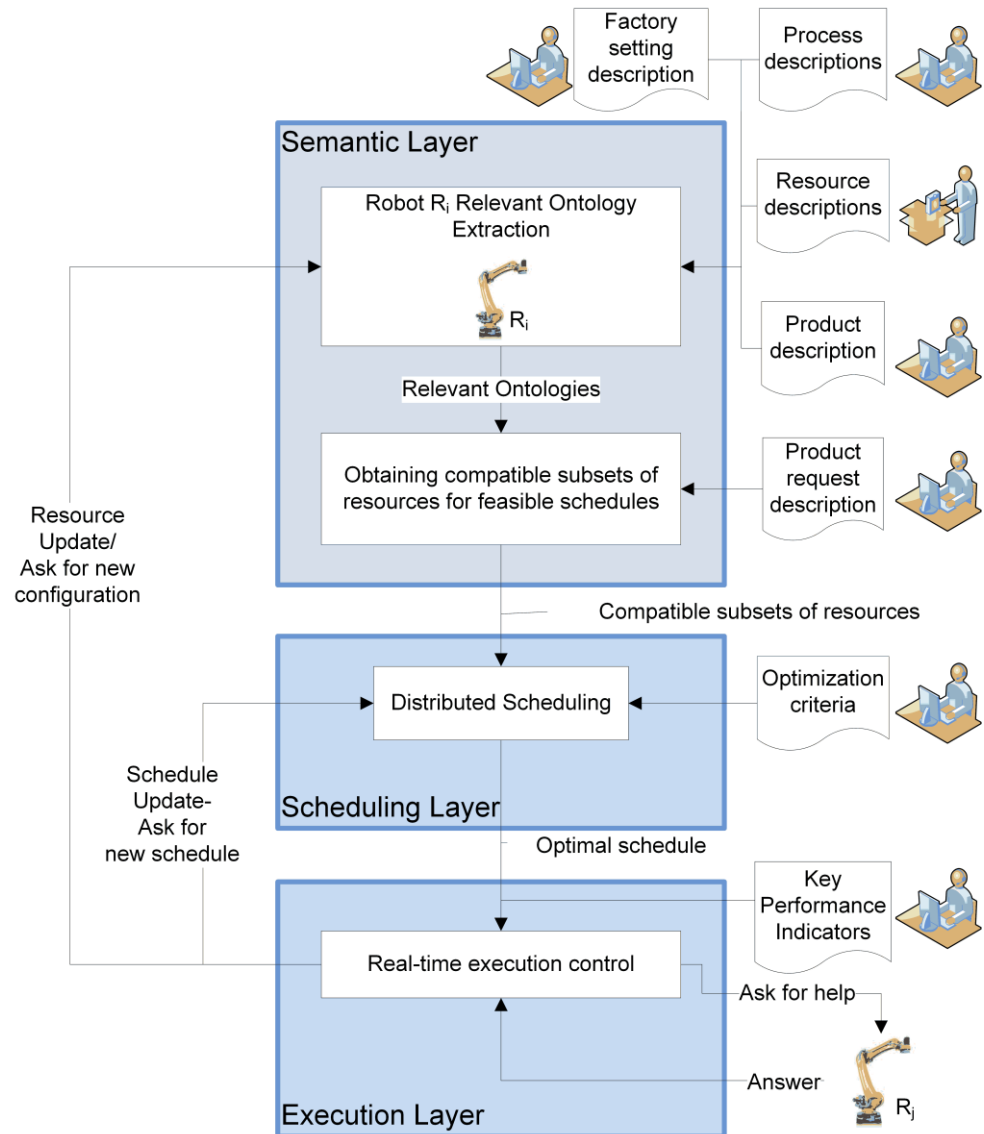 Factory
setting
description
Process
descriptions
Semantic Layer
Robot Ri Relevant Ontology
Extraction
Ri
Resource
descriptions
Product
description
Relevant Ontologies
Obtaining compatible subsets of
resources for feasible schedules
Product
request
description
Resource
Update/
Ask for new
configuration
Compatible subsets of resources
Distributed Scheduling
Optimization
criteria
Schedule
Update-
Ask for
new schedule
Scheduling Layer
Optimal schedule
Key
Performance
Indicators
Real-time execution control
Ask for help
Answer
Rj
Execution Layer